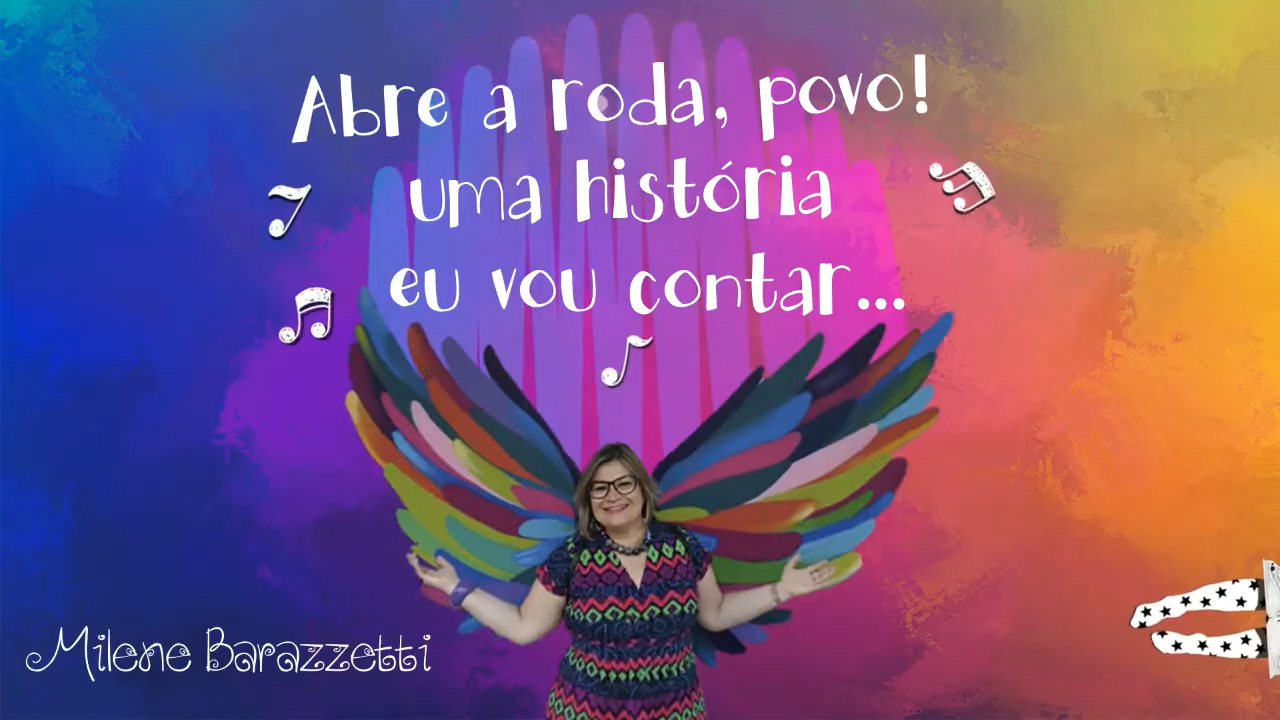 Abre a roda, povo!
uma história
eu vou contar...
Milene Barazzetti